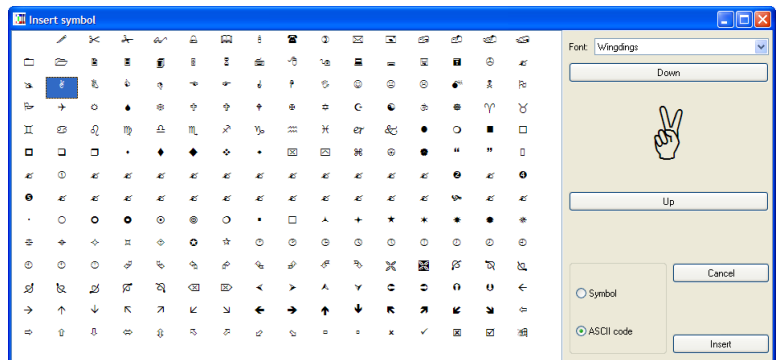 Insert symbol
Font: Wingdings
Down
Up
Cancel
Symbol
ASCII code
Insert